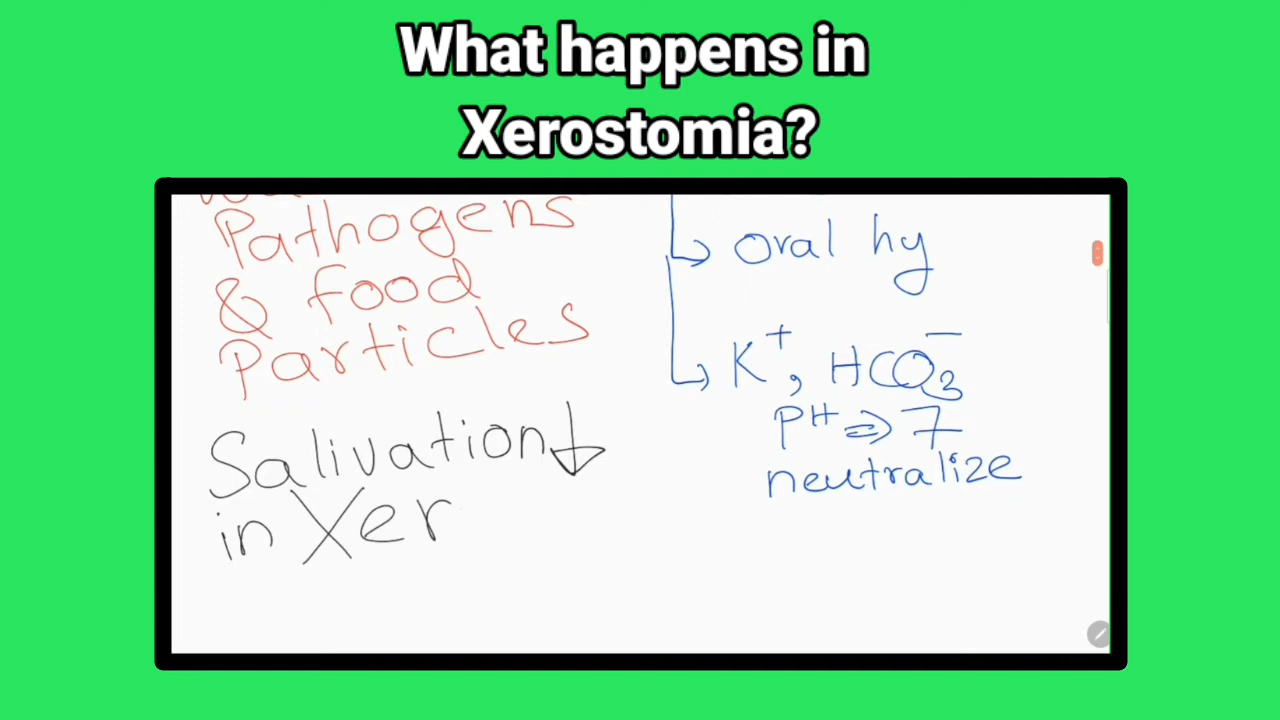 What happens in
Xerostomia?
Pathogens
& food
Particles
Salivation↓
in Xer
oral hy
K⁺, HCO₃⁻
PH ⇒ 7
neutralize